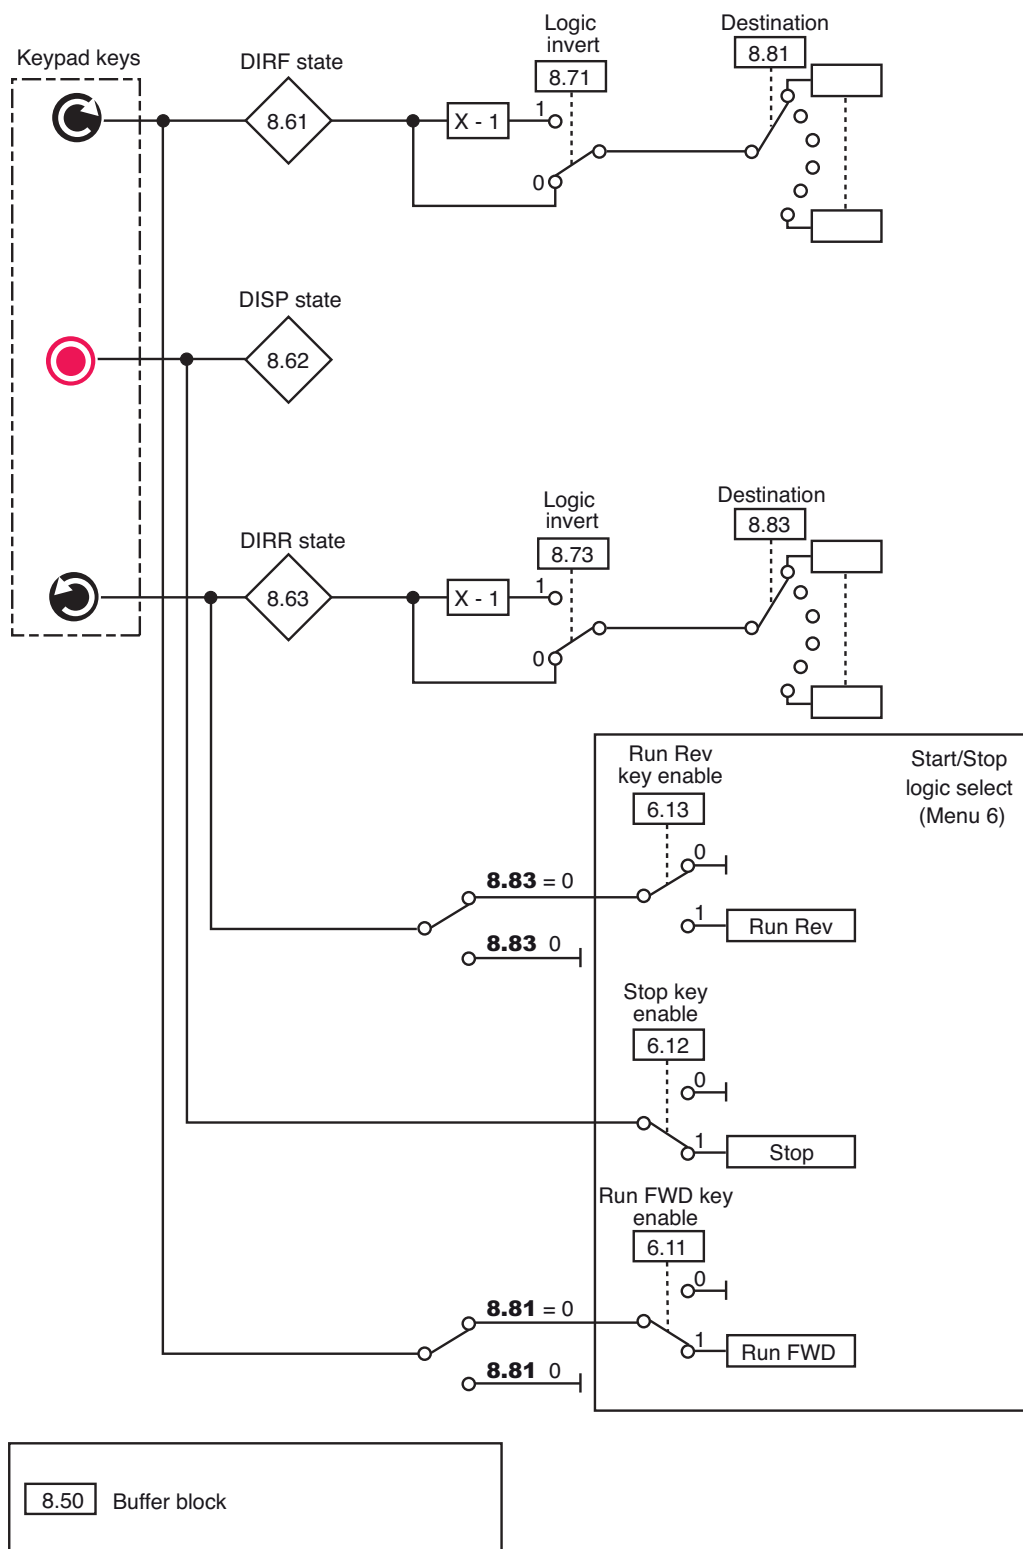 Keypad keys
DIRF state
8.61
X - 1
Logic
invert
8.71
1
0
Destination
8.81
DISP state
8.62
DIRR state
8.63
X - 1
Logic
invert
8.73
1
0
Destination
8.83
Start/Stop
logic select
(Menu 6)
Run Rev
key enable
6.13
0
8.83 = 0
1
Run Rev
8.83 0
Stop key
enable
6.12
0
1
Stop
Run FWD key
enable
6.11
0
8.81 = 0
1
Run FWD
8.81 0
8.50 Buffer block